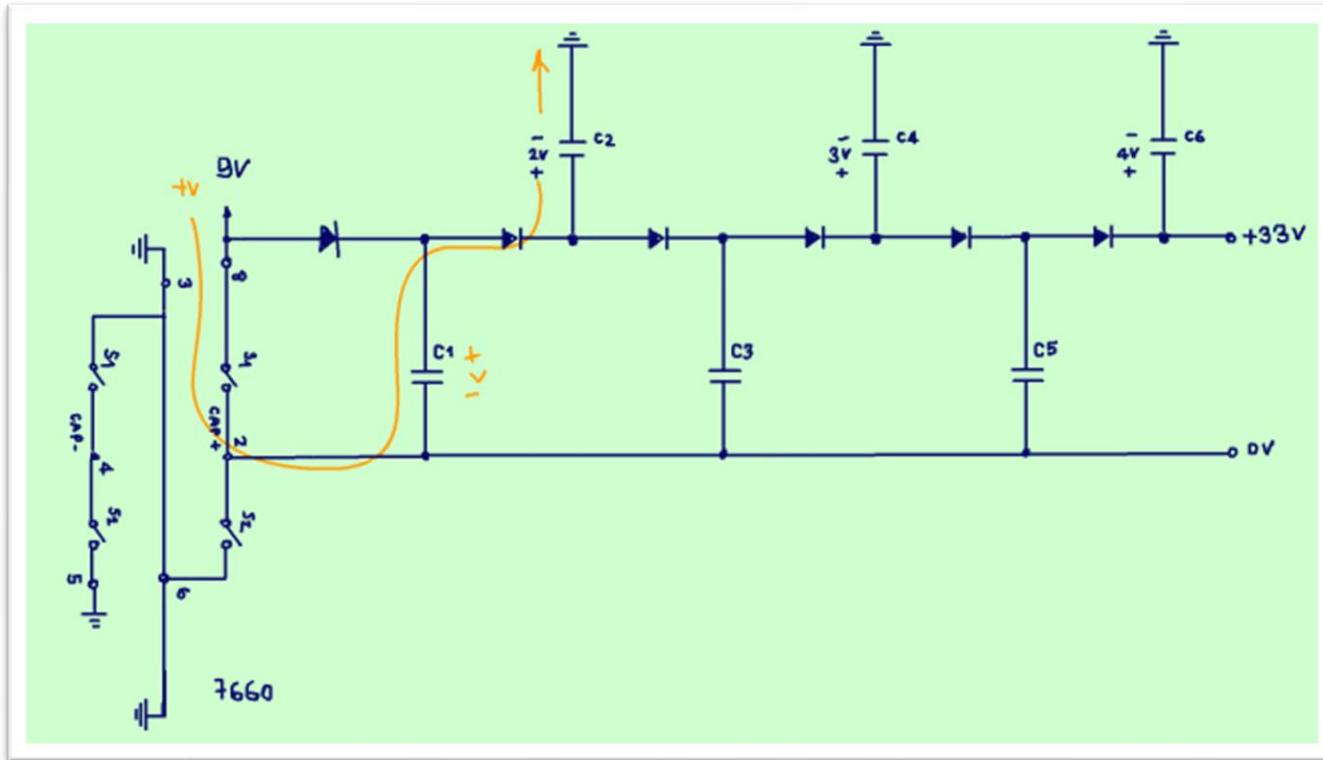 9V
+V
- 2V +
C2
- 3V +
C4
- 4V +
C6
+33V
3
8
S1
S1
CAP-
CAP+
2
4
C1
+ V -
C3
C5
0V
S2
S2
5
6
7660